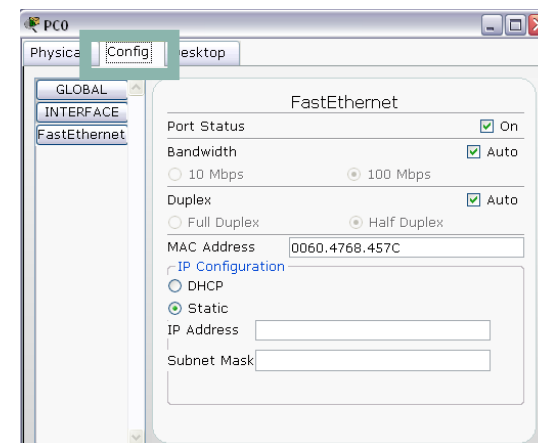 PC0
Physica Config Desktop
GLOBAL
INTERFACE
FastEthernet
FastEthernet
Port Status On
Bandwidth Auto
10 Mbps 100 Mbps
Duplex Auto
Full Duplex Half Duplex
MAC Address 0060.4768.457C
IP Configuration
DHCP
Static
IP Address
Subnet Mask